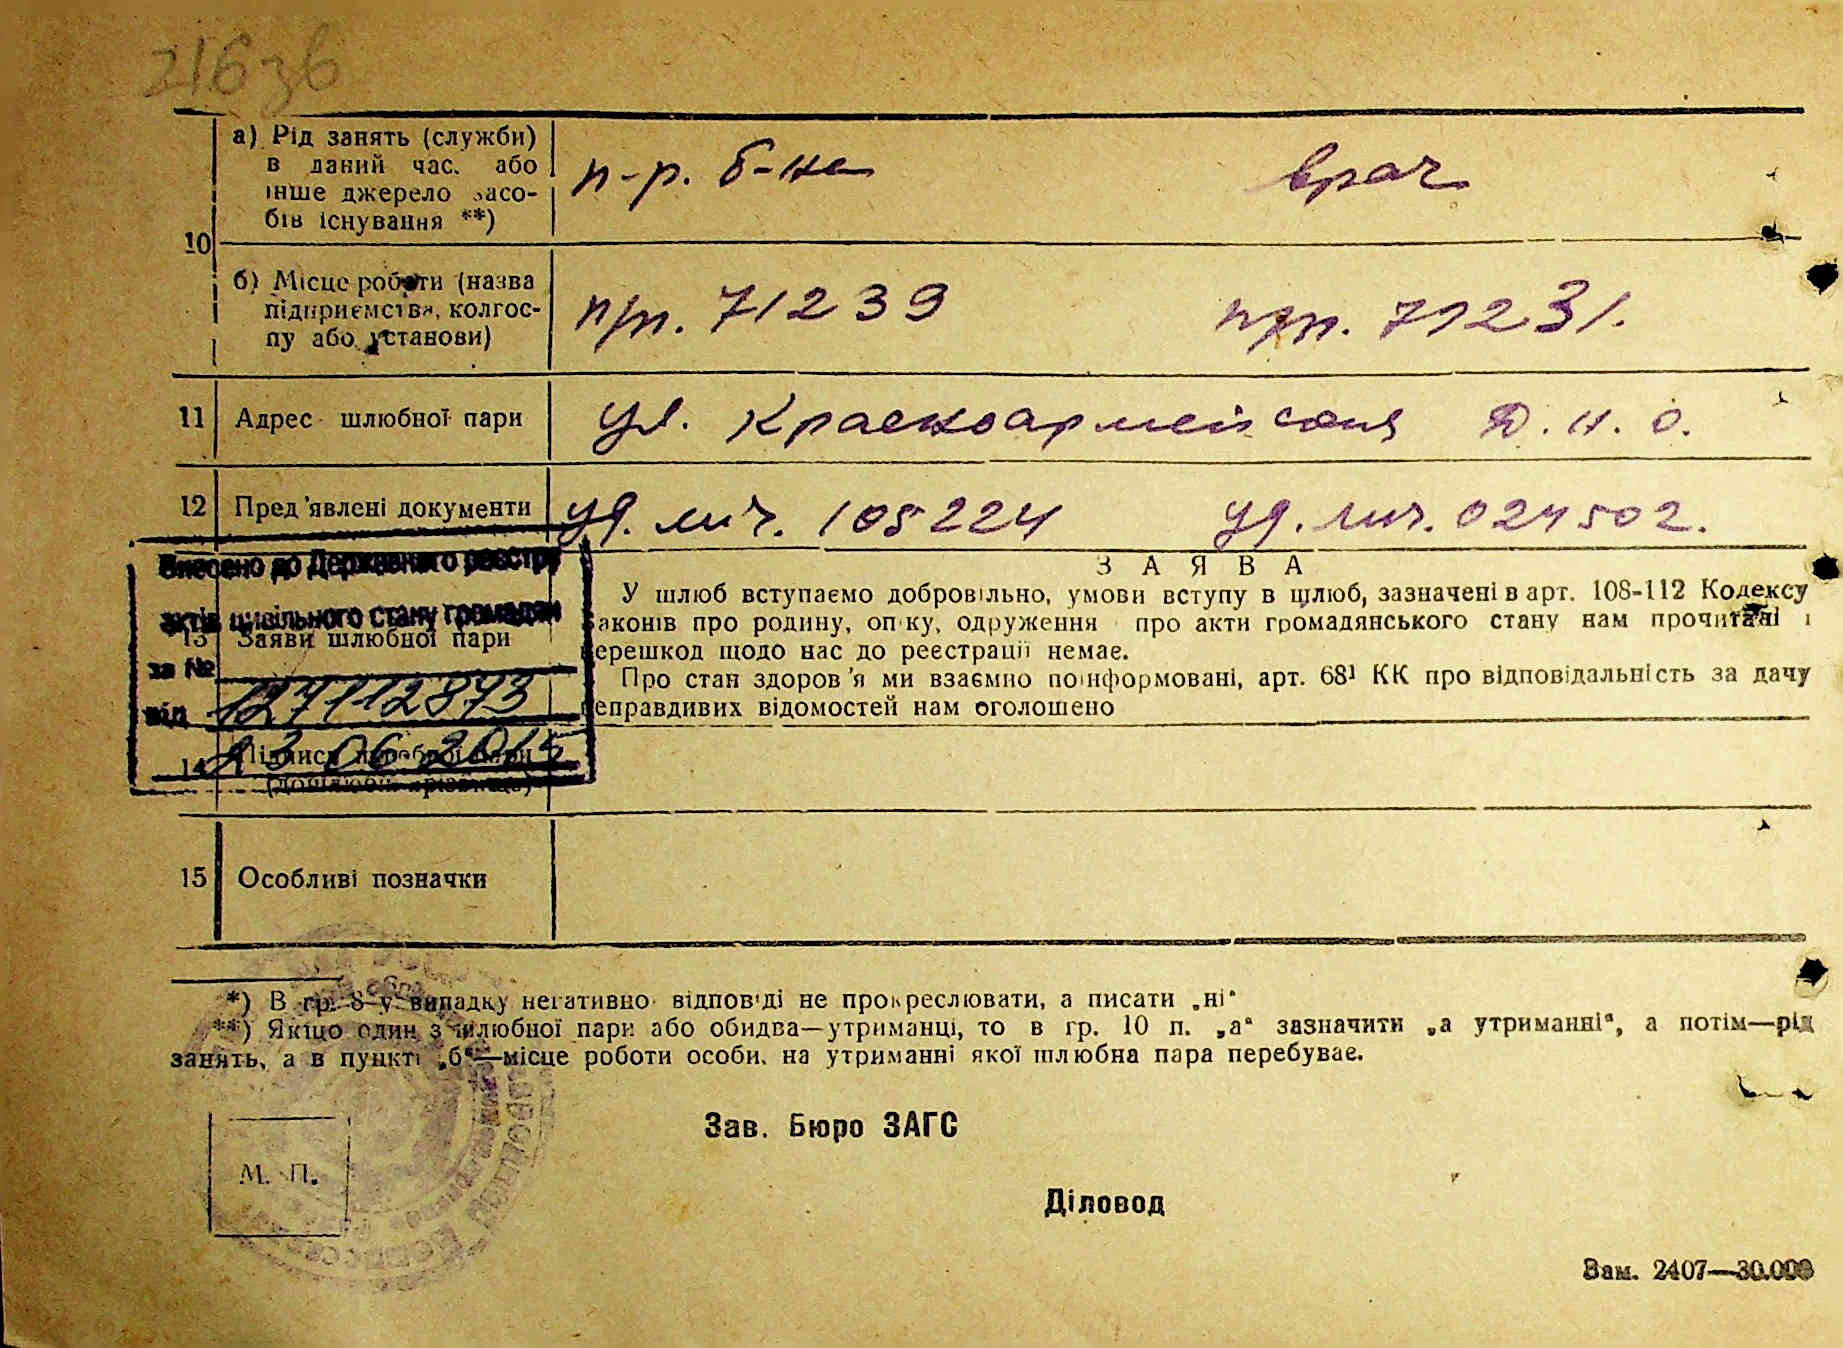 216зв
а) Рід занять (служби)
в даний час. або
інше джерело засо-
бів існування **)
п-р. б-на врач
10
б) Місце роботи (назва
підприємства, колгос-
пу або установи)
п/п. 71239 п/п. 71231.
11 Адрес шлюбної пари ул. Красноармейская Д.Н.О.
12 Пред'явлені документи уд. лич. 105224 уд. лич. 024502.
Внесено до Державного реєстру
актів цивільного стану громадян
за №
127112873
від
13 Заяви шлюбної пари
З А Я В А
У шлюб вступаємо добровільно, умови вступу в шлюб, зазначені в арт. 108-112 Кодексу
законів про родину, опіку, одруження і про акти громадянського стану нам прочитані і
перешкод щодо нас до реєстрації немає.
Про стан здоров'я ми взаємно поінформовані, арт. 68¹ КК про відповідальність за дачу
неправдивих відомостей нам оголошено
14
15 Особливі позначки
*) В гр. 8 у випадку негативної відповіді не прокреслювати, а писати „ні“
**) Якщо один з шлюбної пари або обидва—утриманці, то в гр. 10 п. „а“ зазначити „а утриманні“, а потім—рід
занять, а в пункті „б“—місце роботи особи, на утриманні якої шлюбна пара перебуває.
Зав. Бюро ЗАГС
М. П.
Діловод
Зам. 2407—30.000